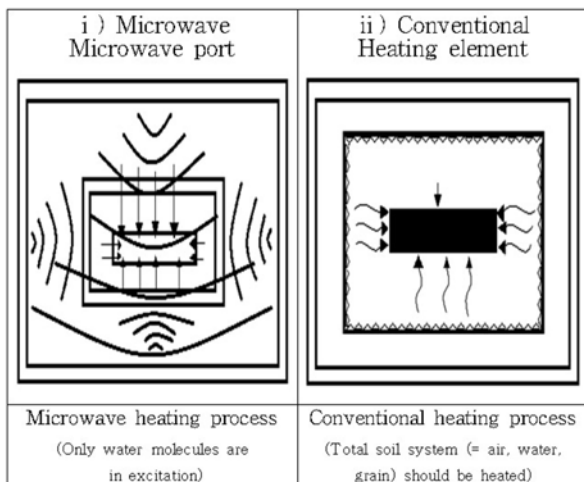 i ) Microwave
Microwave port
ii ) Conventional
Heating element
Microwave heating process
(Only water molecules are
in excitation)
Conventional heating process
(Total soil system (= air, water,
grain) should be heated)